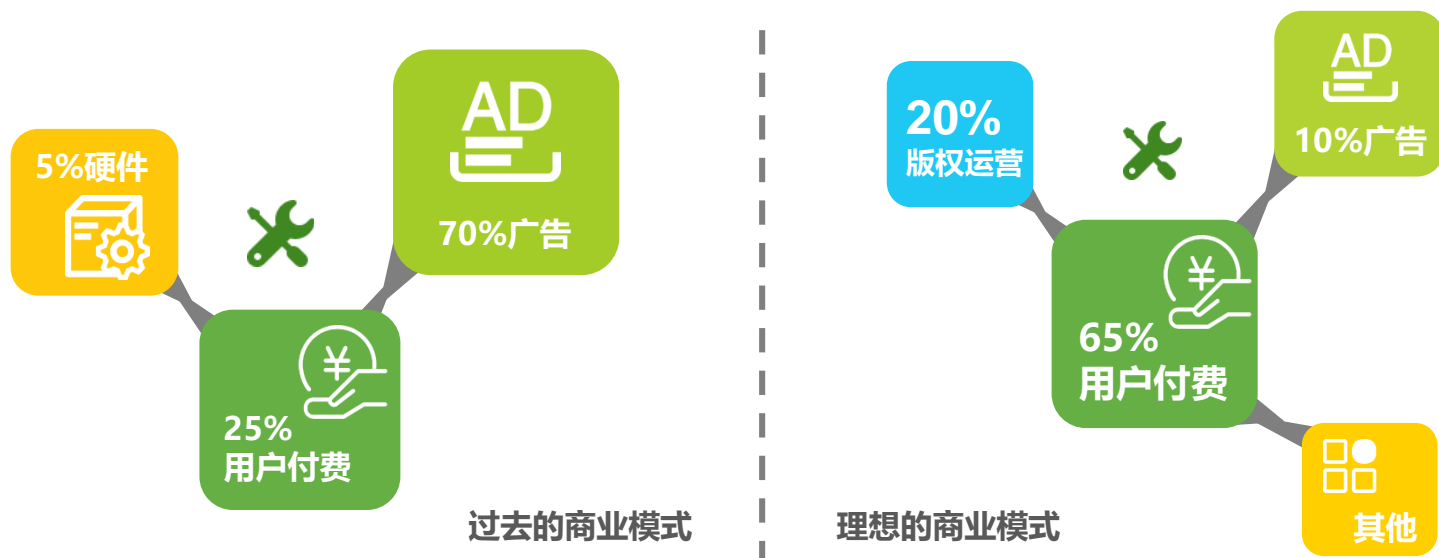 AD
5%硬件
70%广告
¥
25%
用户付费
过去的商业模式
AD
20%
版权运营
10%广告
¥
65%
用户付费
其他
理想的商业模式